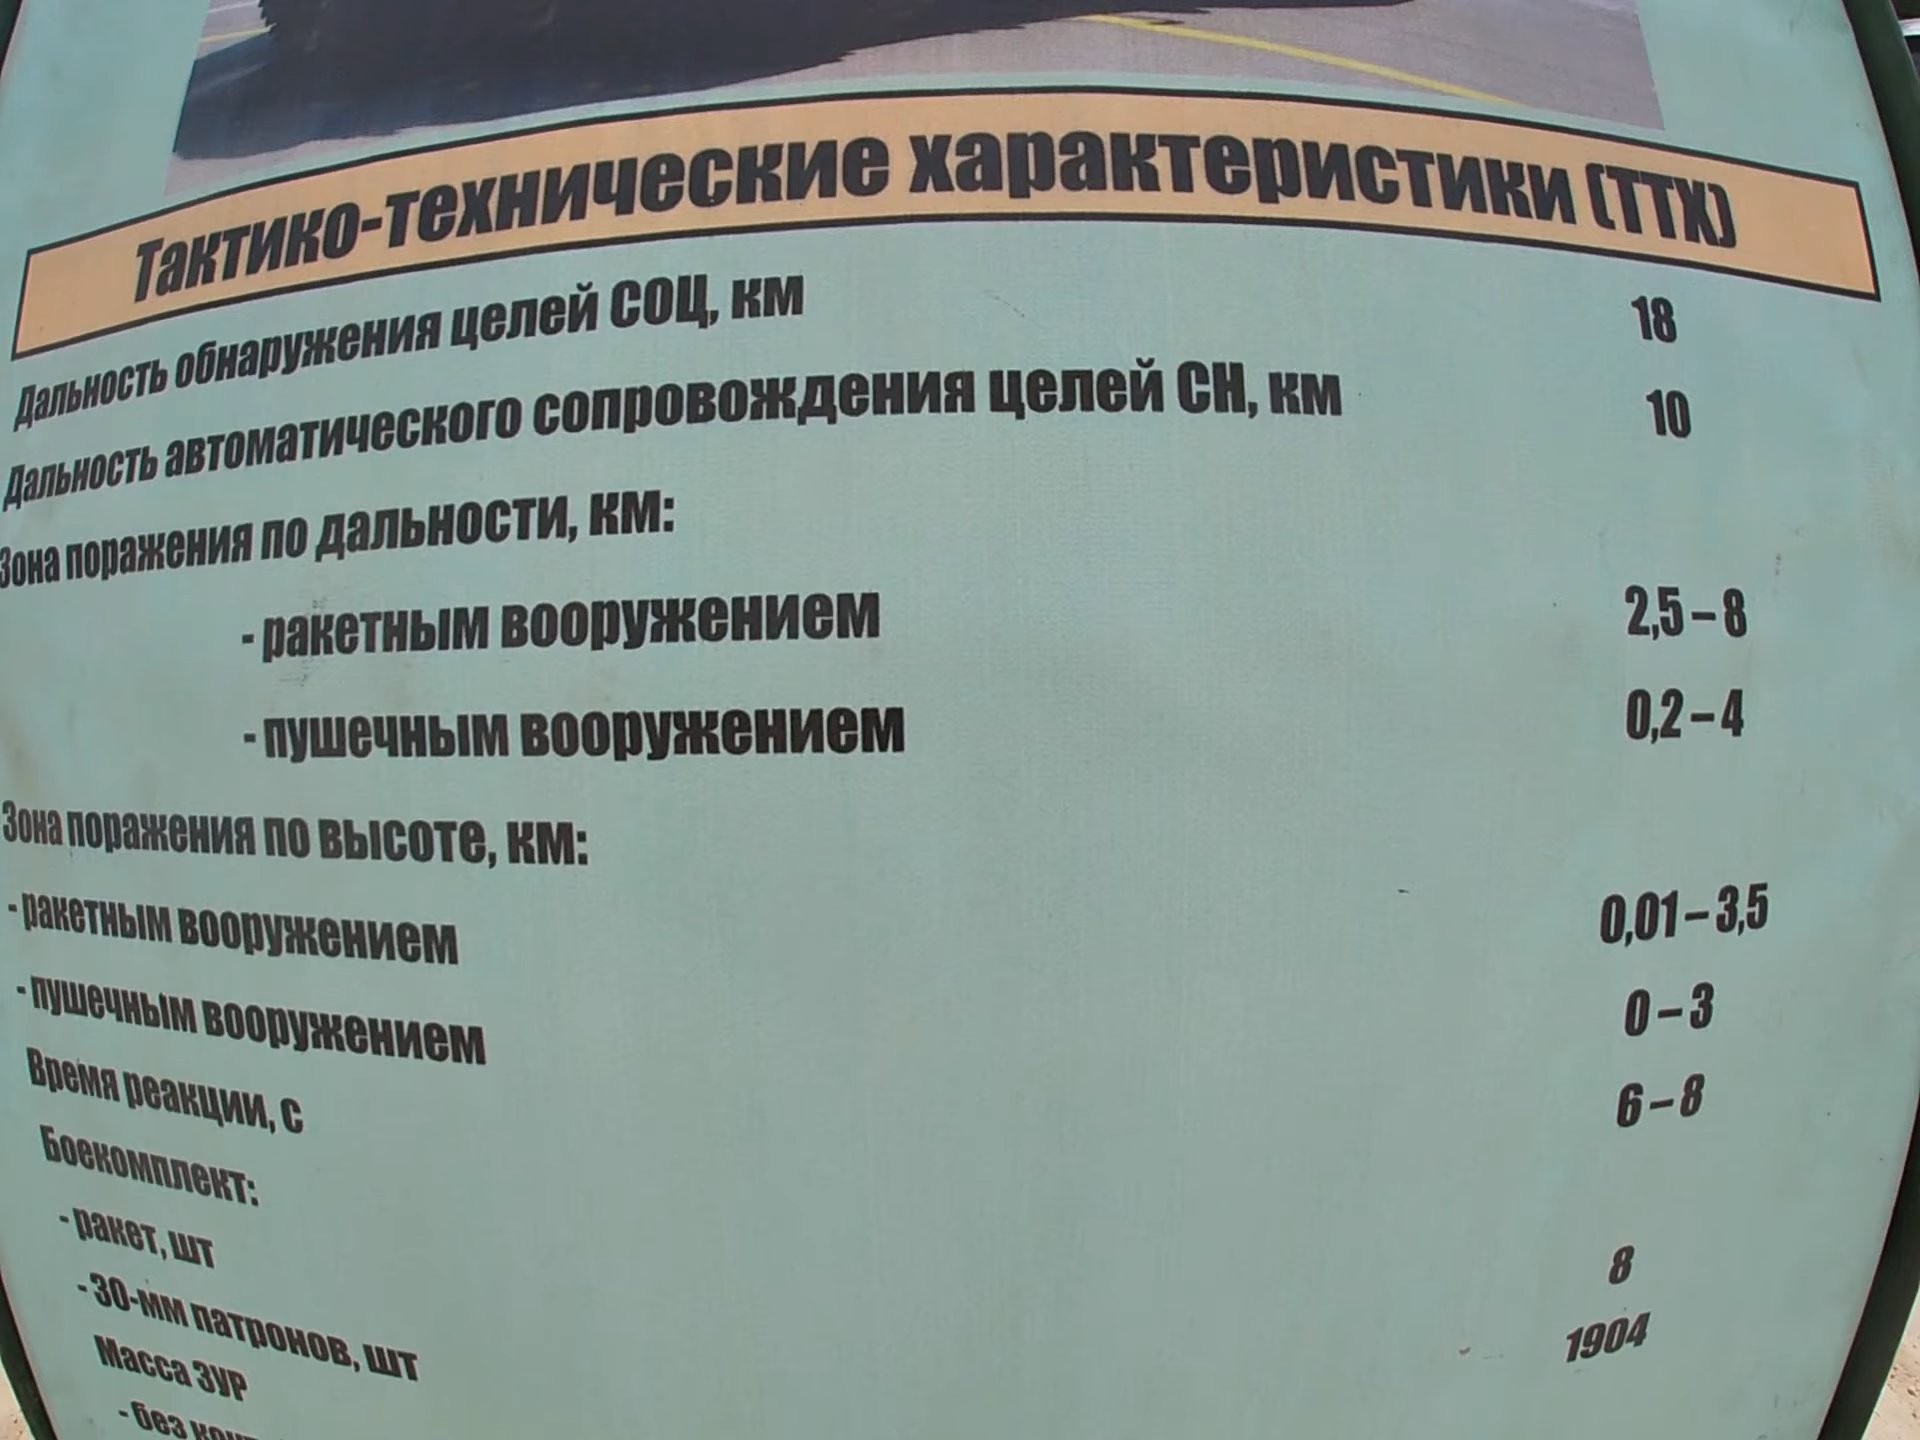 Тактико-технические характеристики (ТТХ)
Дальность обнаружения целей СОЦ, км 18
Дальность автоматического сопровождения целей СН, км 10
Зона поражения по дальности, км:
- ракетным вооружением 2,5 – 8
- пушечным вооружением 0,2 – 4
Зона поражения по высоте, км:
- ракетным вооружением 0,01 – 3,5
- пушечным вооружением 0 – 3
Время реакции, с 6 – 8
Боекомплект:
- ракет, шт 8
- 30-мм патронов, шт 1904
Масса ЗУР
- без